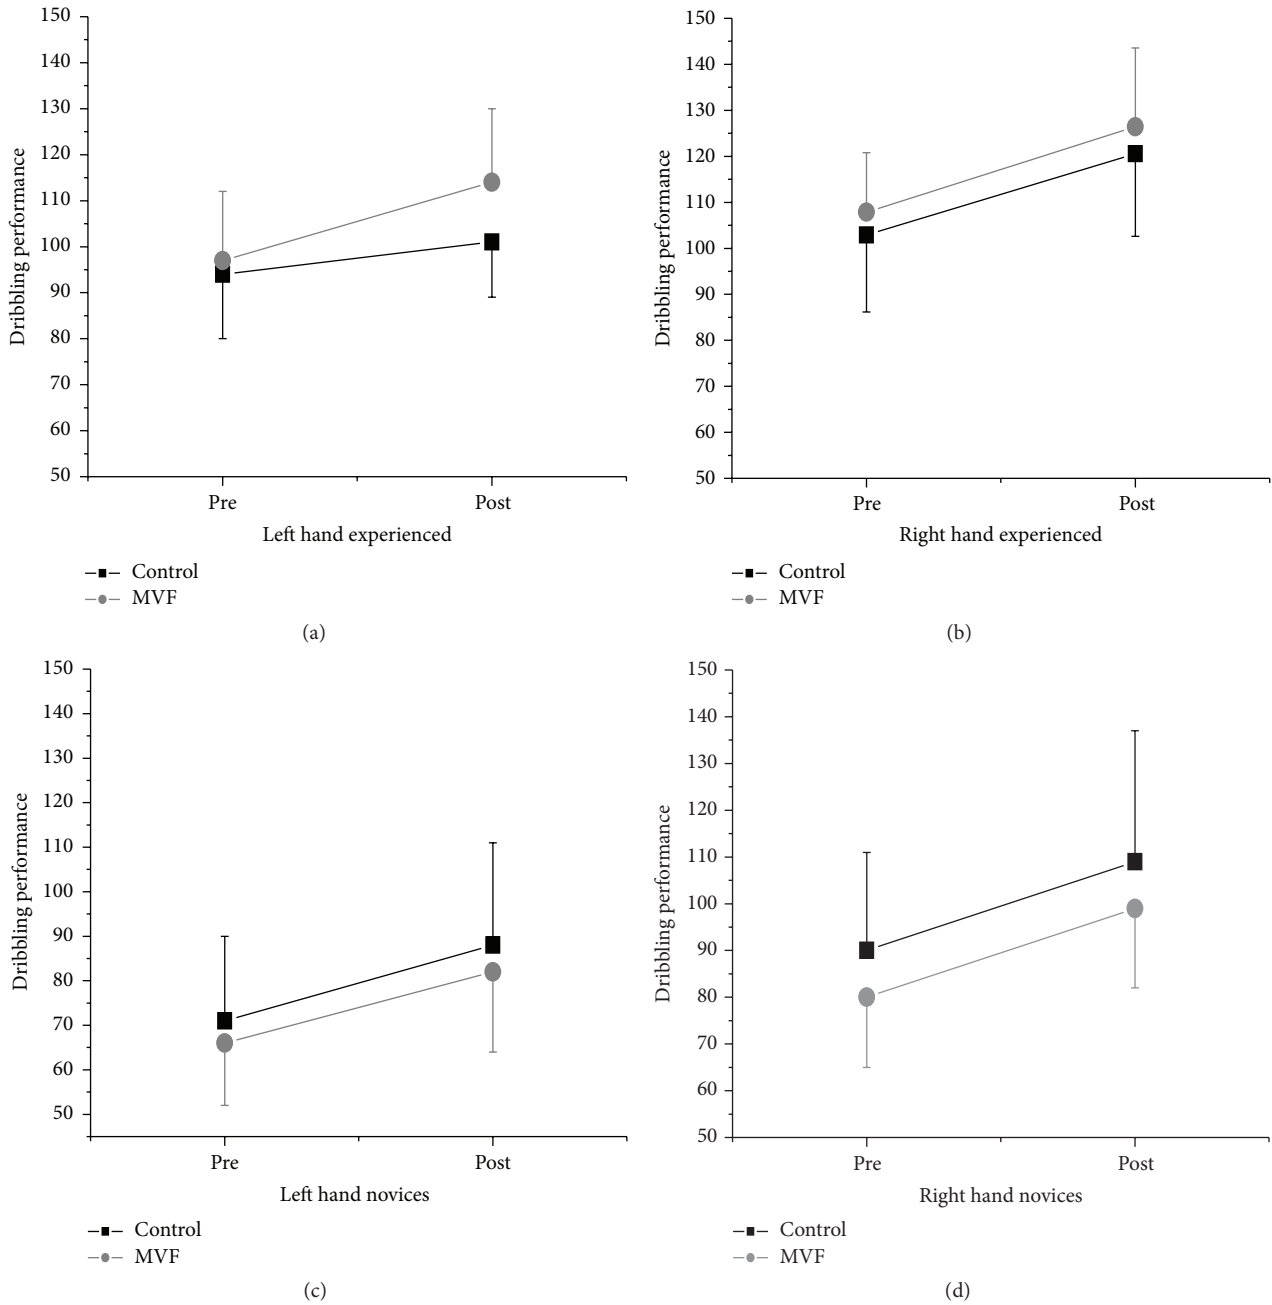 150
140
130
120
110
100
90
80
70
60
50
Dribbling performance
Pre
Post
Left hand experienced
Control
MVF
(a)
150
140
130
120
110
100
90
80
70
60
50
Dribbling performance
Pre
Post
Right hand experienced
Control
MVF
(b)
150
140
130
120
110
100
90
80
70
60
50
Dribbling performance
Pre
Post
Left hand novices
Control
MVF
(c)
150
140
130
120
110
100
90
80
70
60
50
Dribbling performance
Pre
Post
Right hand novices
Control
MVF
(d)